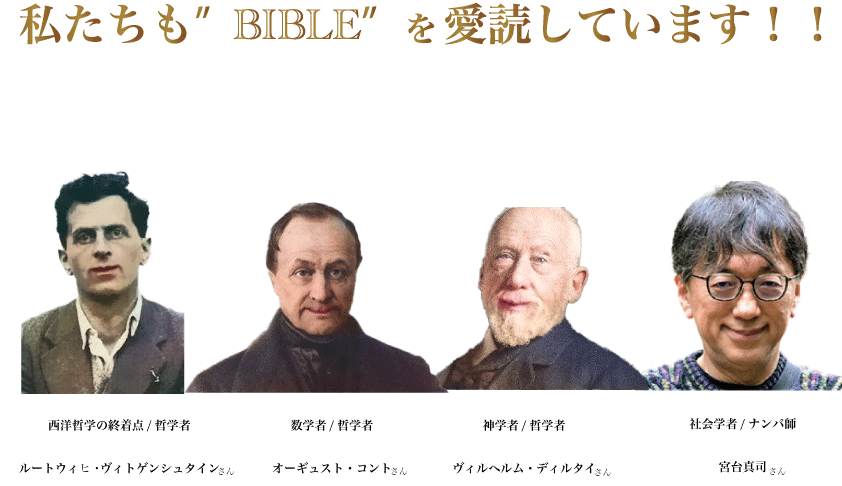 私たちも”BIBLE”を愛読しています！！
西洋哲学の終着点 / 哲学者
数学者 / 哲学者
神学者 / 哲学者
社会学者 / ナンパ師
ルートウィヒ・ヴィトゲンシュタインさん
オーギュスト・コントさん
ヴィルヘルム・ディルタイさん
宮台真司さん